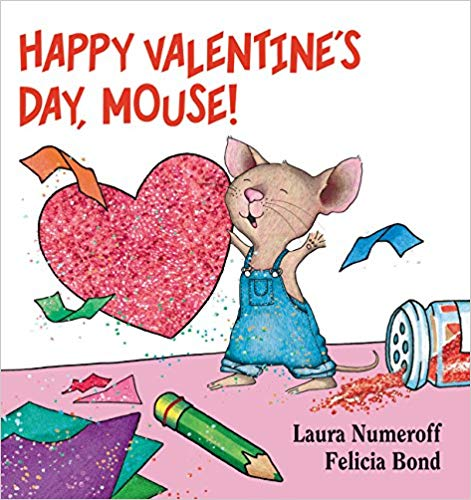 HAPPY VALENTINE'S
DAY, MOUSE!
Laura Numeroff
Felicia Bond